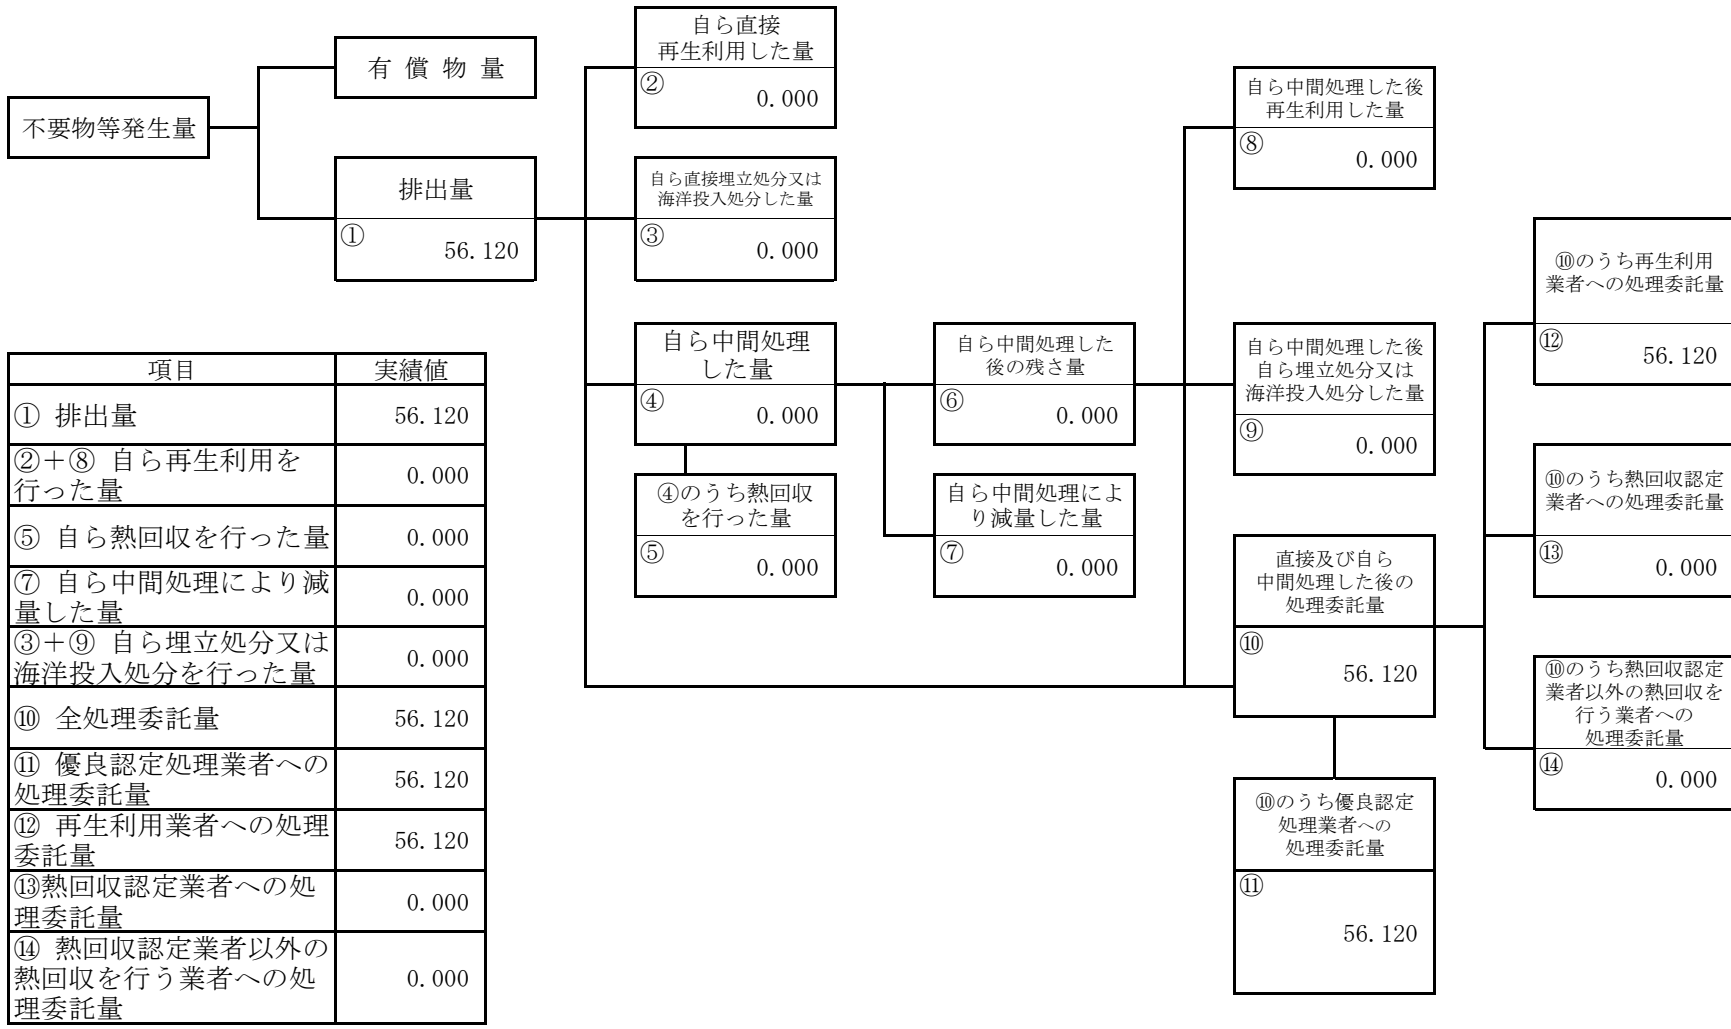 不要物等発生量
有 償 物 量
排出量
①
56.120
自ら直接
再生利用した量
②
0.000
自ら直接埋立処分又は
海洋投入処分した量
③
0.000
自ら中間処理
した量
④
0.000
④のうち熱回収
を行った量
⑤
0.000
自ら中間処理した
後の残さ量
⑥
0.000
自ら中間処理によ
り減量した量
⑦
0.000
自ら中間処理した後
再生利用した量
⑧
0.000
自ら中間処理した後
自ら埋立処分又は
海洋投入処分した量
⑨
0.000
直接及び自ら
中間処理した後の
処理委託量
⑩
56.120
⑩のうち優良認定
処理業者への
処理委託量
⑪
56.120
⑩のうち再生利用
業者への処理委託量
⑫
56.120
⑩のうち熱回収認定
業者への処理委託量
⑬
0.000
⑩のうち熱回収認定
業者以外の熱回収を
行う業者への
処理委託量
⑭
0.000
項目 実績値
① 排出量 56.120
②＋⑧ 自ら再生利用を
行った量 0.000
⑤ 自ら熱回収を行った量 0.000
⑦ 自ら中間処理により減
量した量 0.000
③＋⑨ 自ら埋立処分又は
海洋投入処分を行った量 0.000
⑩ 全処理委託量 56.120
⑪ 優良認定処理業者への
処理委託量 56.120
⑫ 再生利用業者への処理
委託量 56.120
⑬熱回収認定業者への処
理委託量 0.000
⑭ 熱回収認定業者以外の
熱回収を行う業者への処
理委託量 0.000